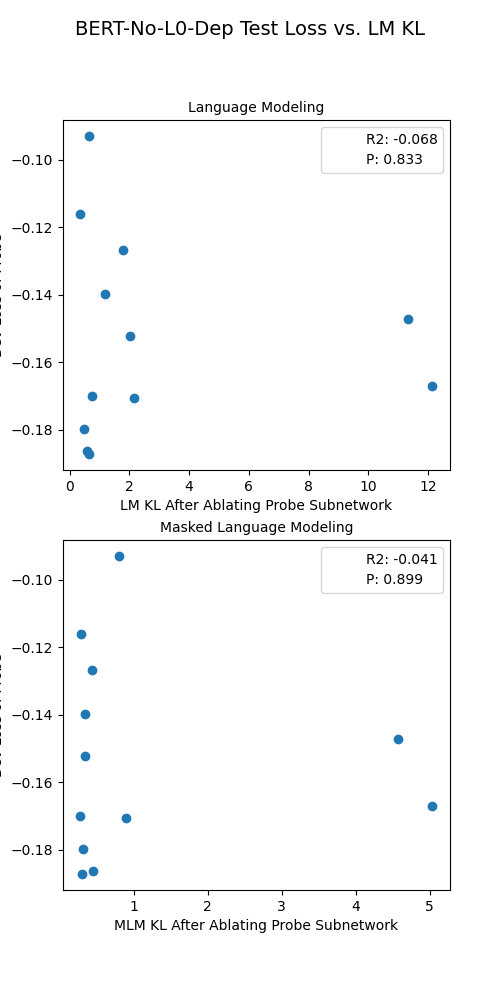 BERT-No-L0-Dep Test Loss vs. LM KL
Language Modeling
R2: -0.068
P: 0.833
−0.10
−0.12
−0.14
−0.16
−0.18
0 2 4 6 8 10 12
LM KL After Ablating Probe Subnetwork
Masked Language Modeling
R2: -0.041
P: 0.899
−0.10
−0.12
−0.14
−0.16
−0.18
1 2 3 4 5
MLM KL After Ablating Probe Subnetwork